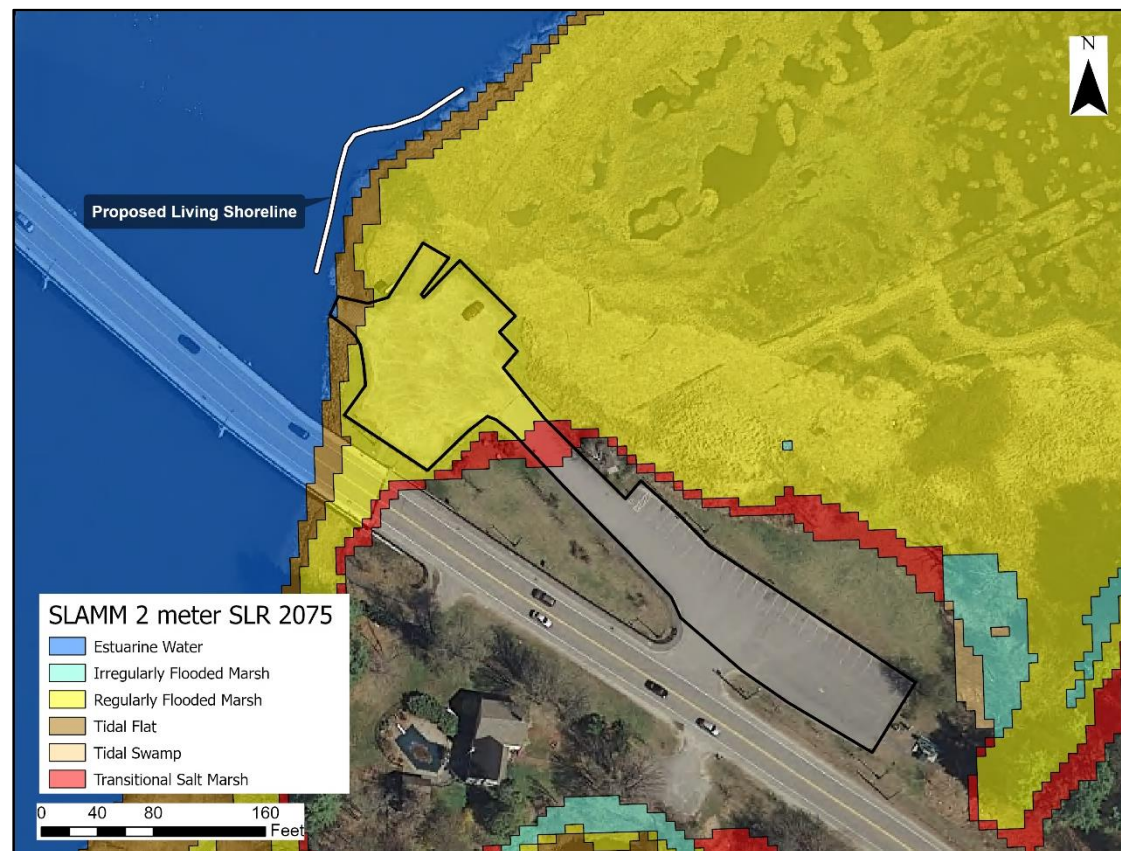 N
Proposed Living Shoreline
SLAMM 2 meter SLR 2075
Estuarine Water
Irregularly Flooded Marsh
Regularly Flooded Marsh
Tidal Flat
Tidal Swamp
Transitional Salt Marsh
0 40 80 160
Feet